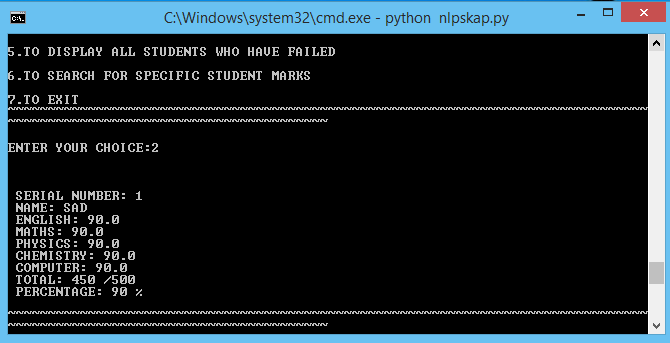 C:\Windows\system32\cmd.exe - python nlpskap.py
5.TO DISPLAY ALL STUDENTS WHO HAVE FAILED
6.TO SEARCH FOR SPECIFIC STUDENT MARKS
7.TO EXIT
~~~~~~~~~~~~~~~~~~~~~~~~~~~~~~~~~~~~~~~~~~~~~~~~~~~~~~~~~~~~~~~~~~~~~~~~~~~~~~~~
~~~~~~~~~~~~~~~~~~~~~~~~~~~~~~~~~~~~~~~~
ENTER YOUR CHOICE:2
SERIAL NUMBER: 1
NAME: SAD
ENGLISH: 90.0
MATHS: 90.0
PHYSICS: 90.0
CHEMISTRY: 90.0
COMPUTER: 90.0
TOTAL: 450 /500
PERCENTAGE: 90 %
~~~~~~~~~~~~~~~~~~~~~~~~~~~~~~~~~~~~~~~~~~~~~~~~~~~~~~~~~~~~~~~~~~~~~~~~~~~~~~~~
~~~~~~~~~~~~~~~~~~~~~~~~~~~~~~~~~~~~~~~~